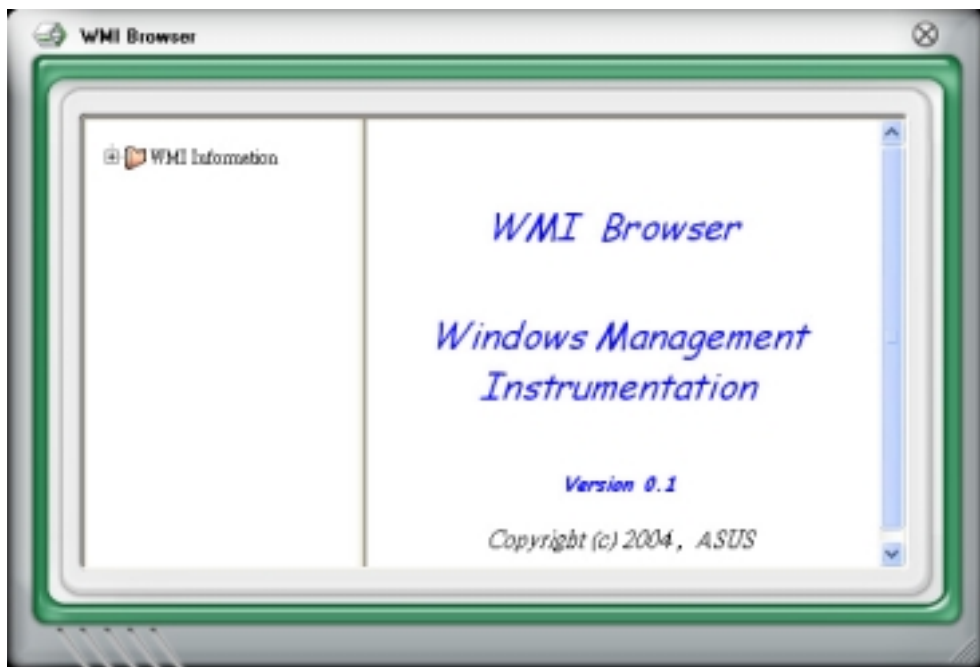 WMI Browser
WMI Information
WMI Browser
Windows Management
Instrumentation
Version 0.1
Copyright (c) 2004, ASUS